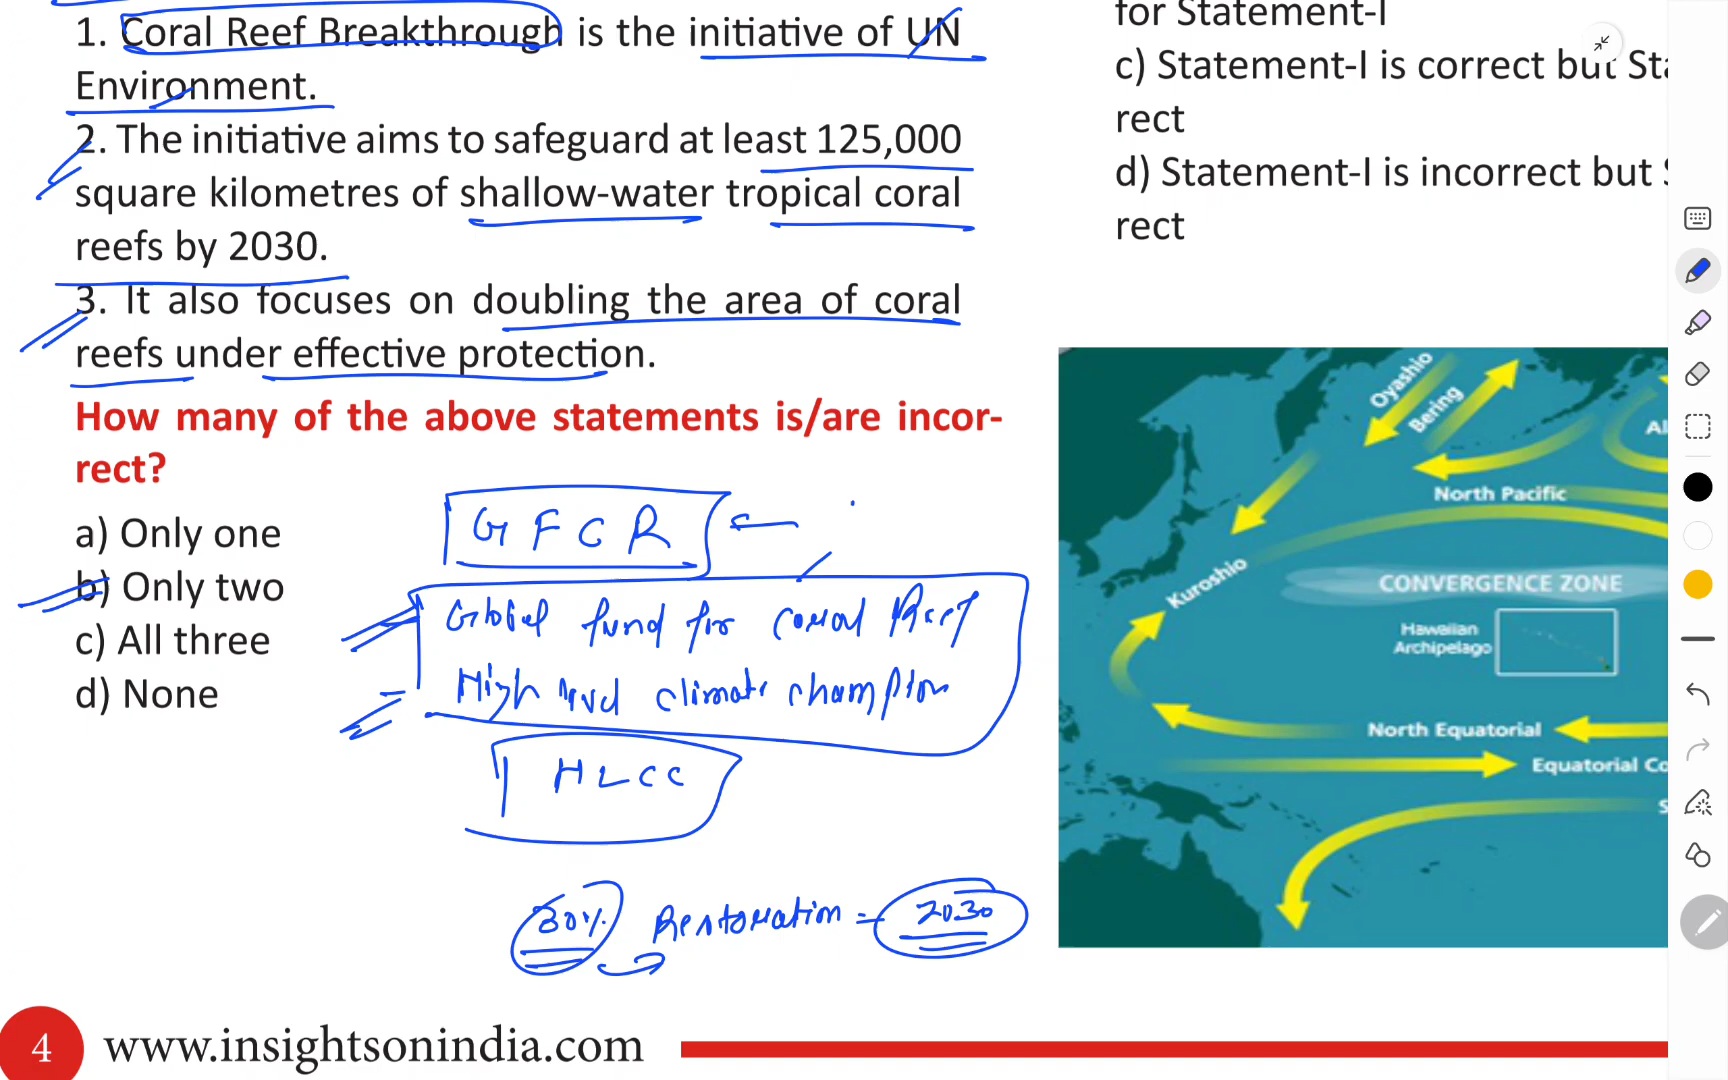 1. Coral Reef Breakthrough is the initiative of UN
Environment.
2. The initiative aims to safeguard at least 125,000
square kilometres of shallow-water tropical coral
reefs by 2030.
3. It also focuses on doubling the area of coral
reefs under effective protection.
How many of the above statements is/are incor-
rect?
a) Only one
b) Only two
c) All three
d) None
G F C R
Global fund for Coral Reef
High level climate champion
H L C C
30% Restoration = 2030
for Statement-I
c) Statement-I is correct but Sta
rect
d) Statement-I is incorrect but S
rect
Oyashio
Bering
Al
North Pacific
Kuroshio
CONVERGENCE ZONE
Hawaiian
Archipelago
North Equatorial
Equatorial Co
S
4 www.insightsonindia.com